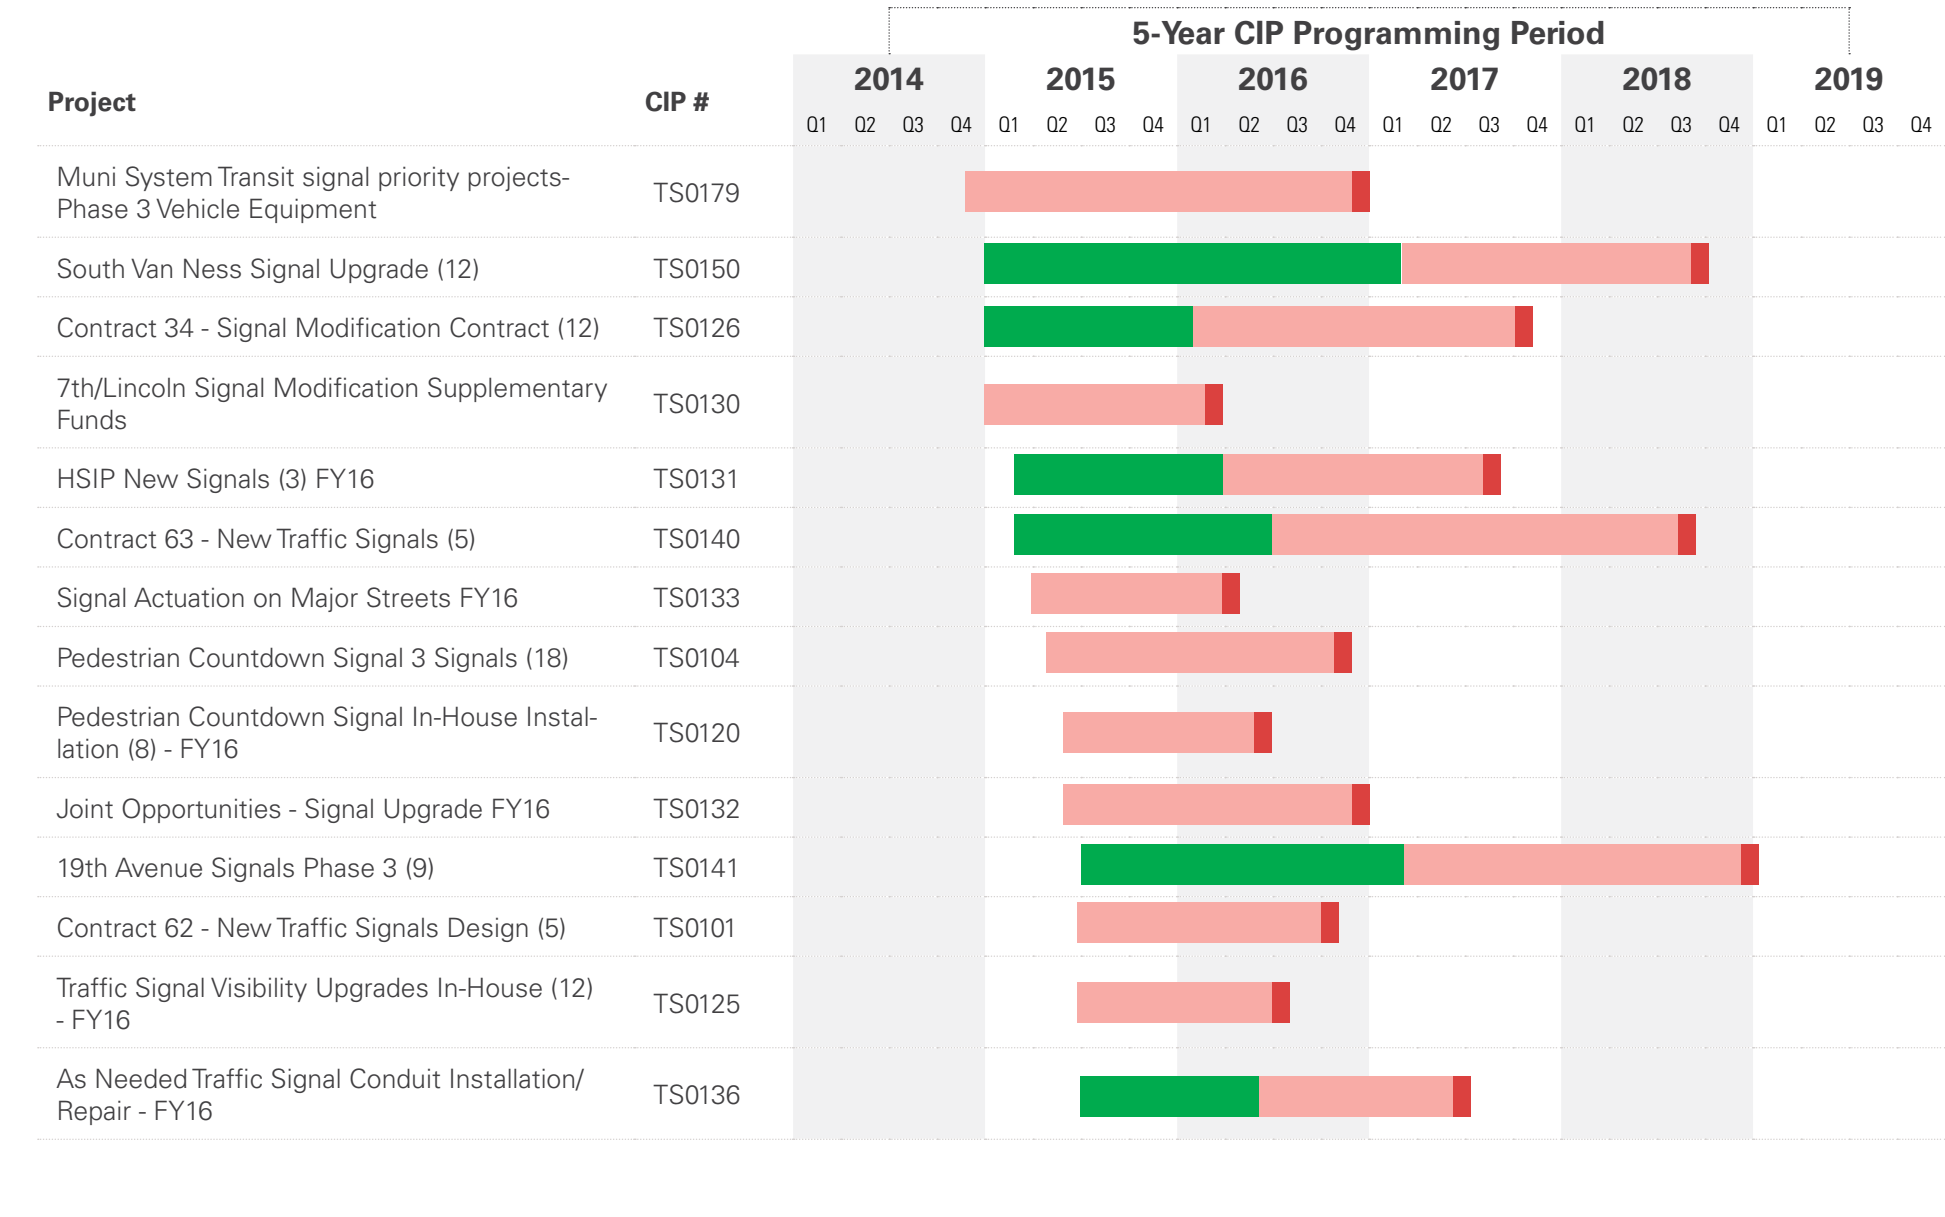 5-Year CIP Programming Period
2014 2015 2016 2017 2018 2019
Project CIP #
Q1 Q2 Q3 Q4 Q1 Q2 Q3 Q4 Q1 Q2 Q3 Q4 Q1 Q2 Q3 Q4 Q1 Q2 Q3 Q4 Q1 Q2 Q3 Q4
Muni System Transit signal priority projects-
Phase 3 Vehicle Equipment
TS0179
South Van Ness Signal Upgrade (12) TS0150
Contract 34 - Signal Modification Contract (12) TS0126
7th/Lincoln Signal Modification Supplementary
Funds
TS0130
HSIP New Signals (3) FY16 TS0131
Contract 63 - New Traffic Signals (5) TS0140
Signal Actuation on Major Streets FY16 TS0133
Pedestrian Countdown Signal 3 Signals (18) TS0104
Pedestrian Countdown Signal In-House Instal-
lation (8) - FY16
TS0120
Joint Opportunities - Signal Upgrade FY16 TS0132
19th Avenue Signals Phase 3 (9) TS0141
Contract 62 - New Traffic Signals Design (5) TS0101
Traffic Signal Visibility Upgrades In-House (12)
- FY16
TS0125
As Needed Traffic Signal Conduit Installation/
Repair - FY16
TS0136